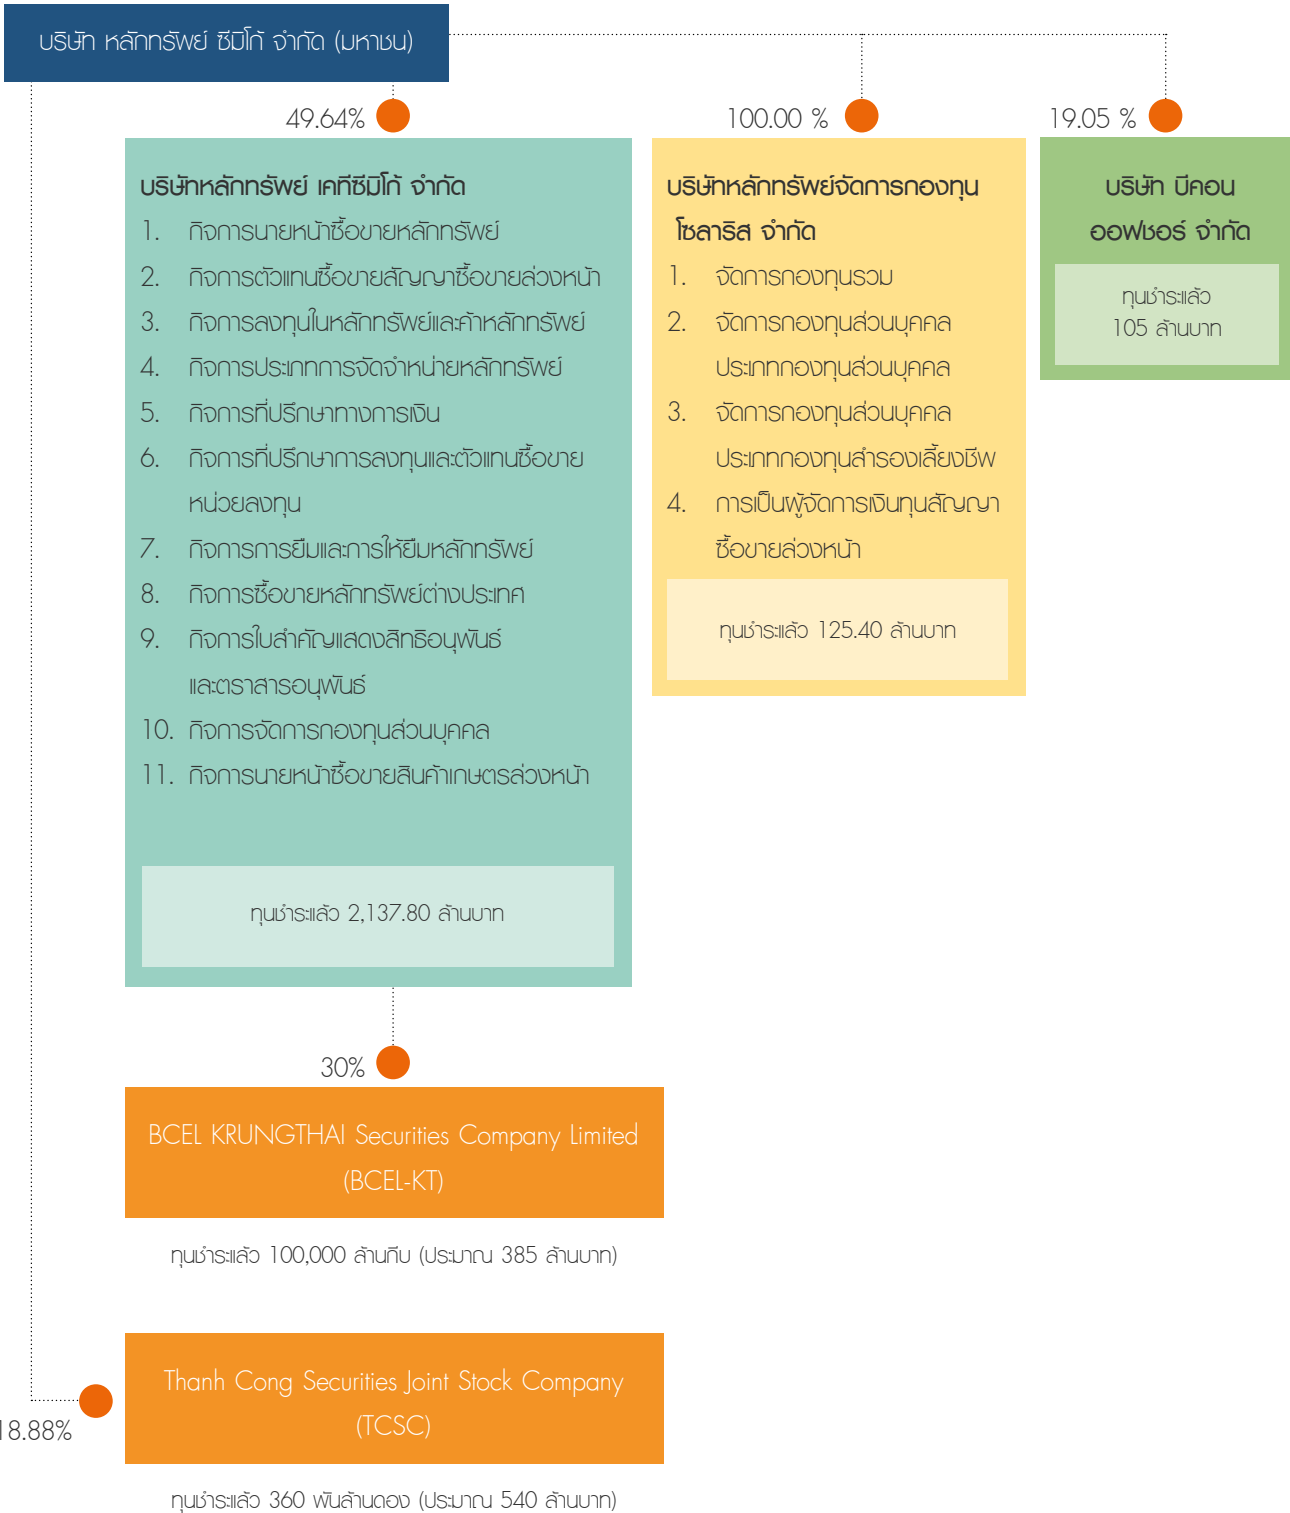 บริษัท หลักทรัพย์ ซีมิโก้ จำกัด (มหาชน)
49.64%
100.00 %
19.05 %
บริษัทหลักทรัพย์ เคทีซีมิโก้ จำกัด
1. กิจการนายหน้าซื้อขายหลักทรัพย์
2. กิจการตัวแทนซื้อขายสัญญาซื้อขายล่วงหน้า
3. กิจการลงทุนในหลักทรัพย์และค้าหลักทรัพย์
4. กิจการประเภทการจัดจำหน่ายหลักทรัพย์
5. กิจการที่ปรึกษาทางการเงิน
6. กิจการที่ปรึกษาการลงทุนและตัวแทนซื้อขาย
หน่วยลงทุน
7. กิจการการยืมและการให้ยืมหลักทรัพย์
8. กิจการซื้อขายหลักทรัพย์ต่างประเทศ
9. กิจการใบสำคัญแสดงสิทธิอนุพันธ์
และตราสารอนุพันธ์
10. กิจการจัดการกองทุนส่วนบุคคล
11. กิจการนายหน้าซื้อขายสินค้าเกษตรล่วงหน้า
ทุนชำระแล้ว 2,137.80 ล้านบาท
บริษัทหลักทรัพย์จัดการกองทุน
โซลาริส จำกัด
1. จัดการกองทุนรวม
2. จัดการกองทุนส่วนบุคคล
ประเภทกองทุนส่วนบุคคล
3. จัดการกองทุนส่วนบุคคล
ประเภทกองทุนสำรองเลี้ยงชีพ
4. การเป็นผู้จัดการเงินทุนสัญญา
ซื้อขายล่วงหน้า
ทุนชำระแล้ว 125.40 ล้านบาท
บริษัท บีคอน
ออฟชอร์ จำกัด
ทุนชำระแล้ว
105 ล้านบาท
30%
BCEL KRUNGTHAI Securities Company Limited
(BCEL-KT)
ทุนชำระแล้ว 100,000 ล้านกีบ (ประมาณ 385 ล้านบาท)
Thanh Cong Securities Joint Stock Company
(TCSC)
18.88%
ทุนชำระแล้ว 360 พันล้านดอง (ประมาณ 540 ล้านบาท)